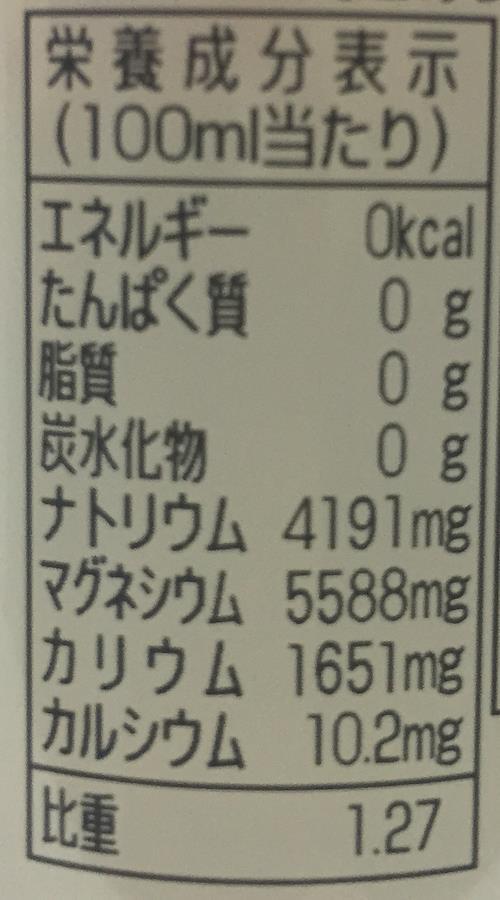 栄養成分表示
(100ml当たり)
エネルギー 0kcal
たんぱく質 0 g
脂質 0 g
炭水化物 0 g
ナトリウム 4191mg
マグネシウム 5588mg
カリウム 1651mg
カルシウム 10.2mg
比重 1.27